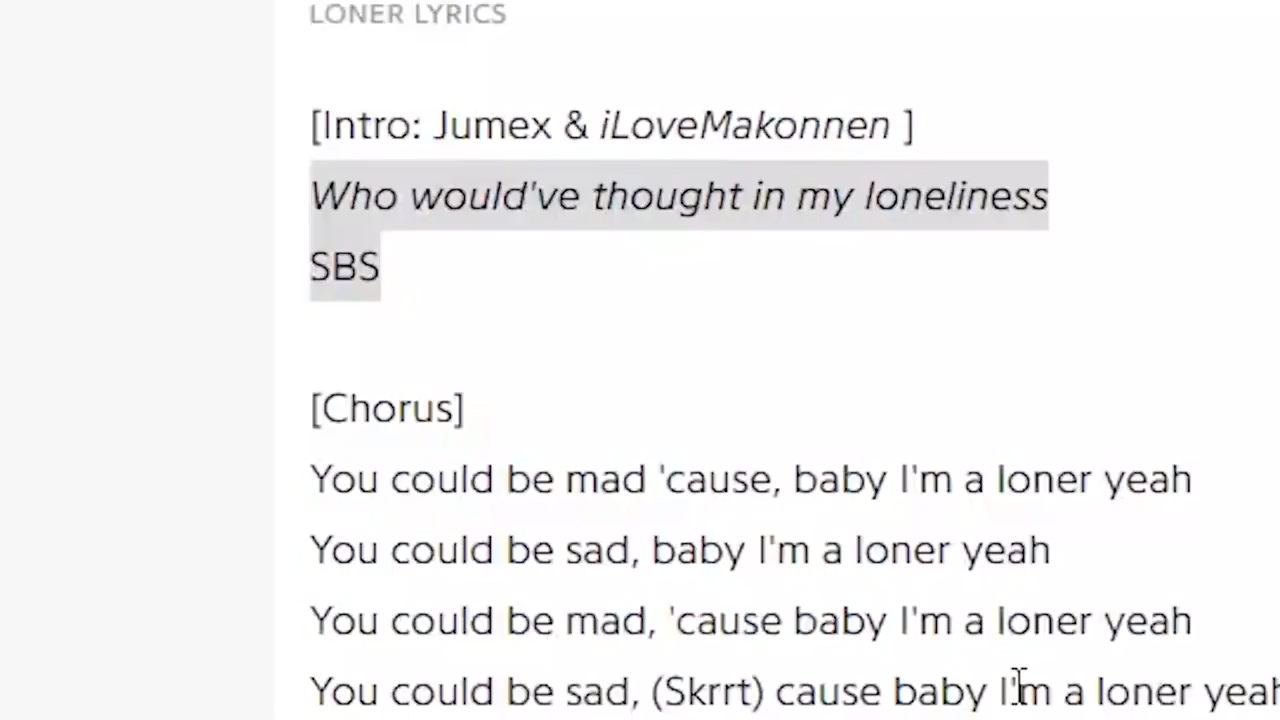 LONER LYRICS
[Intro: Jumex & iLoveMakonnen ]
Who would've thought in my loneliness
SBS
[Chorus]
You could be mad 'cause, baby I'm a loner yeah
You could be sad, baby I'm a loner yeah
You could be mad, 'cause baby I'm a loner yeah
You could be sad, (Skrrt) cause baby I'm a loner yeah